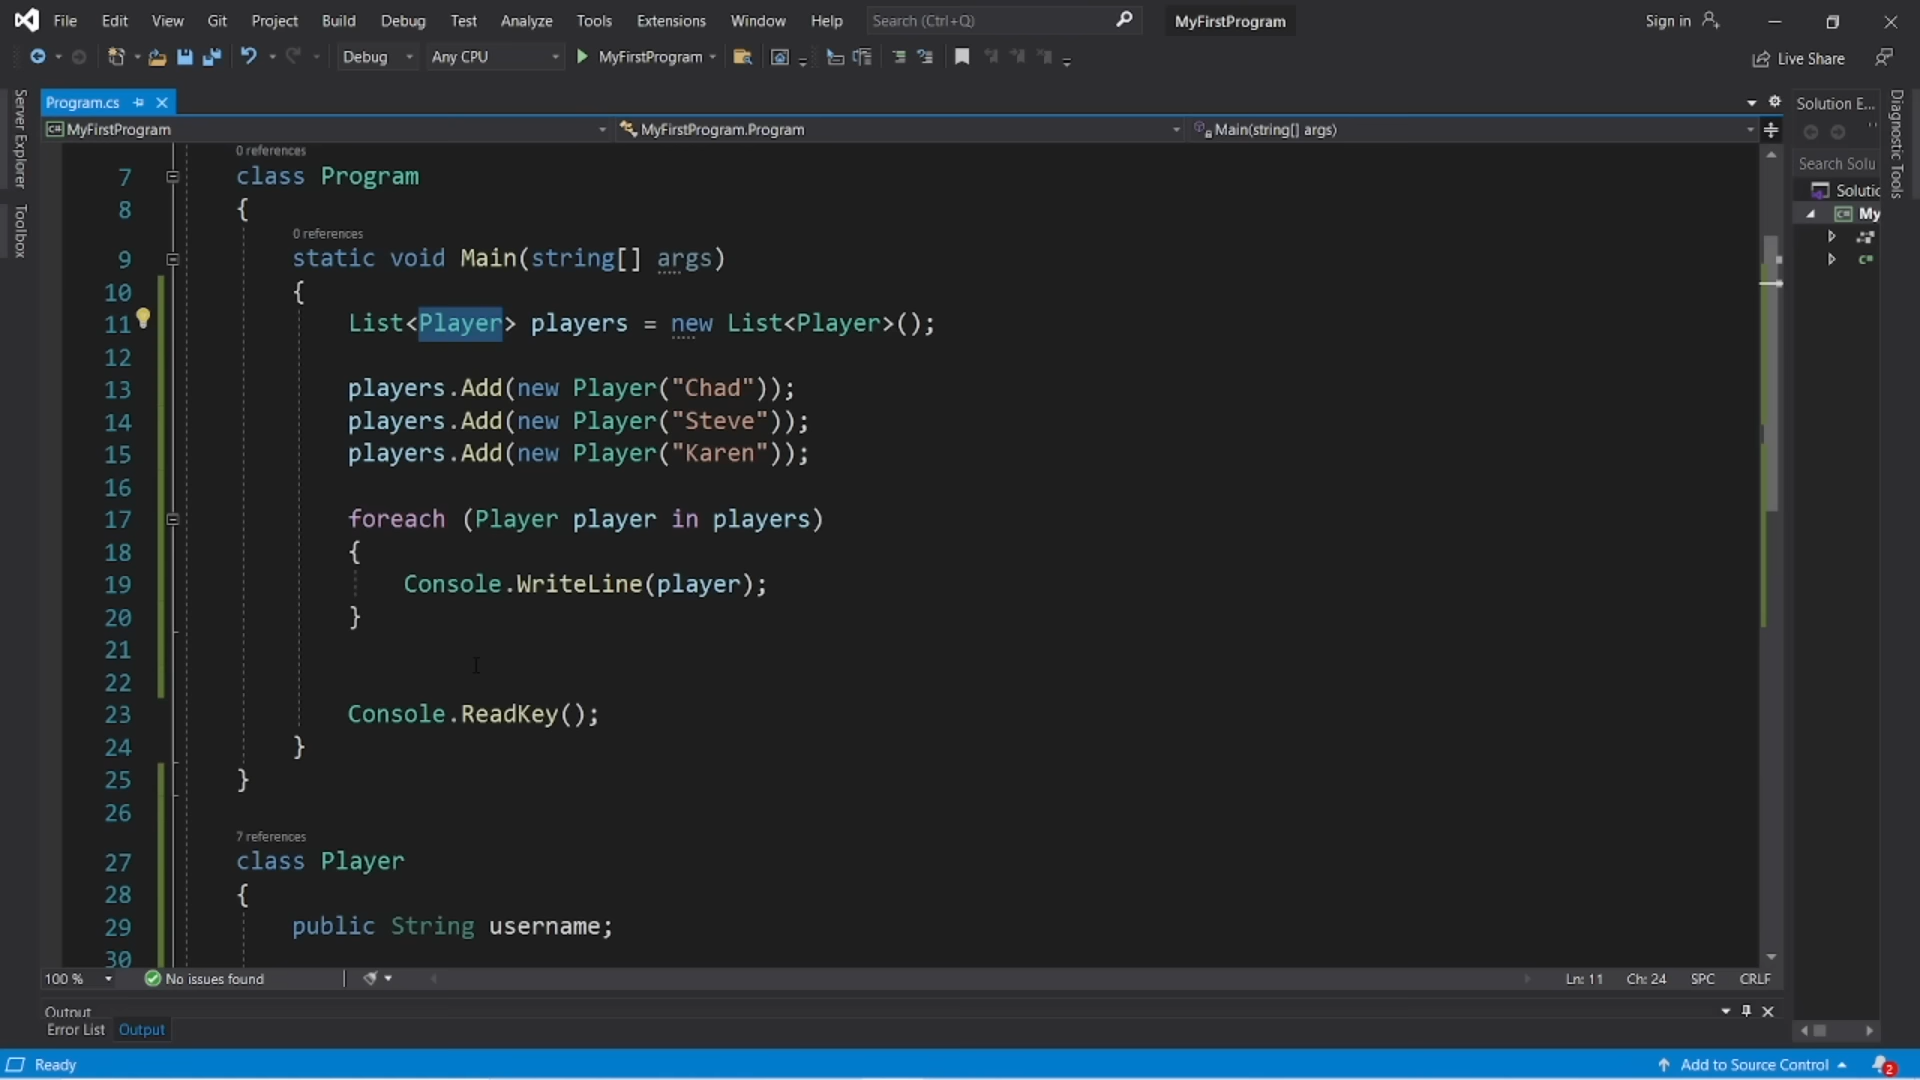 File Edit View Git Project Build Debug Test Analyze Tools Extensions Window Help Search (Ctrl+Q) MyFirstProgram Sign in
Debug Any CPU MyFirstProgram Live Share
Server Explorer
Toolbox
Program.cs
MyFirstProgram MyFirstProgram.Program Main(string[] args)
0 references
7 class Program
8 {
0 references
9 static void Main(string[] args)
10 {
11 List<Player> players = new List<Player>();
12
13 players.Add(new Player("Chad"));
14 players.Add(new Player("Steve"));
15 players.Add(new Player("Karen"));
16
17 foreach (Player player in players)
18 {
19 Console.WriteLine(player);
20 }
21
22
23 Console.ReadKey();
24 }
25 }
26
7 references
27 class Player
28 {
29 public String username;
30
100 % No issues found Ln: 11 Ch: 24 SPC CRLF
Output
Error List Output
Solution E...
Search Solu
Solutio
My
Diagnostic Tools
Ready Add to Source Control 2